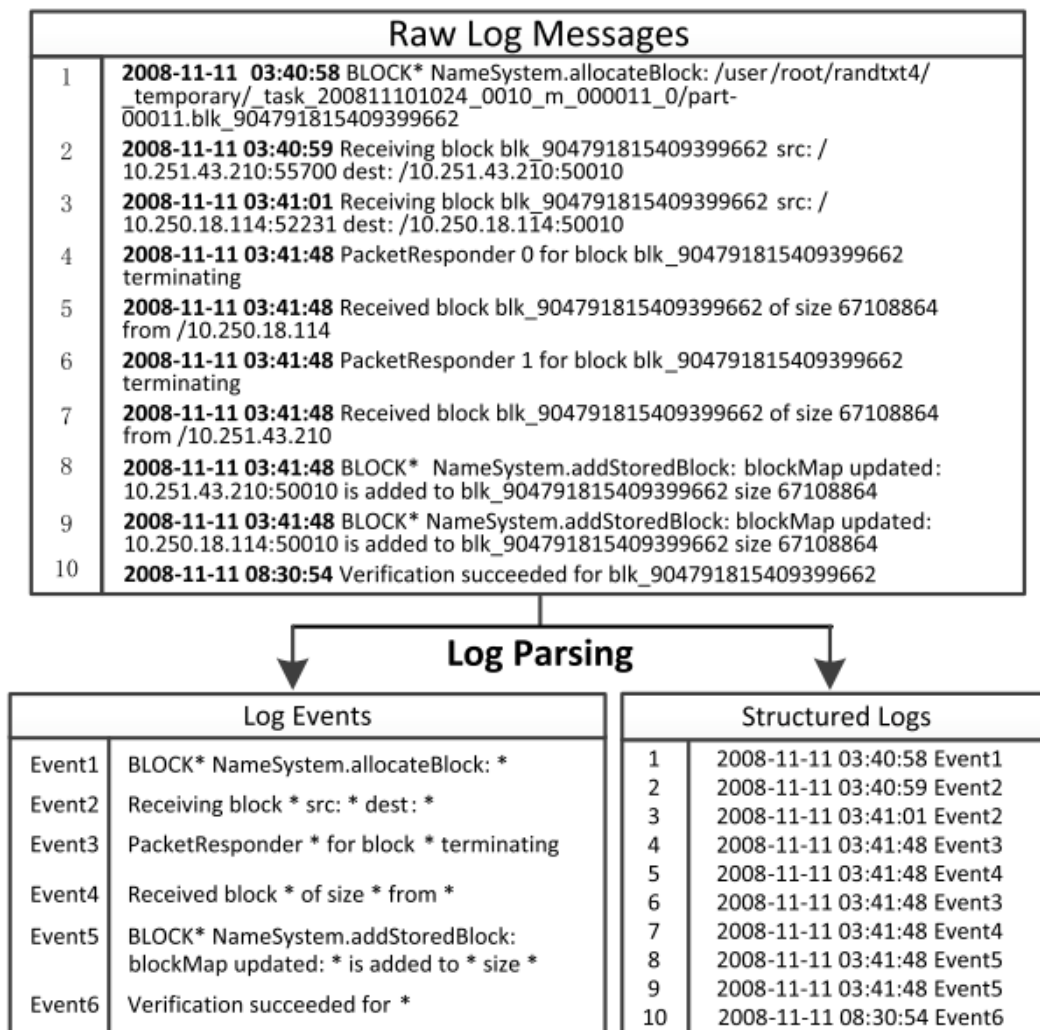 Raw Log Messages
1 2008-11-11 03:40:58 BLOCK* NameSystem.allocateBlock: /user/root/randtxt4/
_temporary/_task_200811101024_0010_m_000011_0/part-
00011.blk_904791815409399662
2 2008-11-11 03:40:59 Receiving block blk_904791815409399662 src: /
10.251.43.210:55700 dest: /10.251.43.210:50010
3 2008-11-11 03:41:01 Receiving block blk_904791815409399662 src: /
10.250.18.114:52231 dest: /10.250.18.114:50010
4 2008-11-11 03:41:48 PacketResponder 0 for block blk_904791815409399662
terminating
5 2008-11-11 03:41:48 Received block blk_904791815409399662 of size 67108864
from /10.250.18.114
6 2008-11-11 03:41:48 PacketResponder 1 for block blk_904791815409399662
terminating
7 2008-11-11 03:41:48 Received block blk_904791815409399662 of size 67108864
from /10.251.43.210
8 2008-11-11 03:41:48 BLOCK* NameSystem.addStoredBlock: blockMap updated:
10.251.43.210:50010 is added to blk_904791815409399662 size 67108864
9 2008-11-11 03:41:48 BLOCK* NameSystem.addStoredBlock: blockMap updated:
10.250.18.114:50010 is added to blk_904791815409399662 size 67108864
10 2008-11-11 08:30:54 Verification succeeded for blk_904791815409399662
Log Parsing
Log Events
Event1 BLOCK* NameSystem.allocateBlock: *
Event2 Receiving block * src: * dest: *
Event3 PacketResponder * for block * terminating
Event4 Received block * of size * from *
Event5 BLOCK* NameSystem.addStoredBlock:
blockMap updated: * is added to * size *
Event6 Verification succeeded for *
Structured Logs
1 2008-11-11 03:40:58 Event1
2 2008-11-11 03:40:59 Event2
3 2008-11-11 03:41:01 Event2
4 2008-11-11 03:41:48 Event3
5 2008-11-11 03:41:48 Event4
6 2008-11-11 03:41:48 Event3
7 2008-11-11 03:41:48 Event4
8 2008-11-11 03:41:48 Event5
9 2008-11-11 03:41:48 Event5
10 2008-11-11 08:30:54 Event6